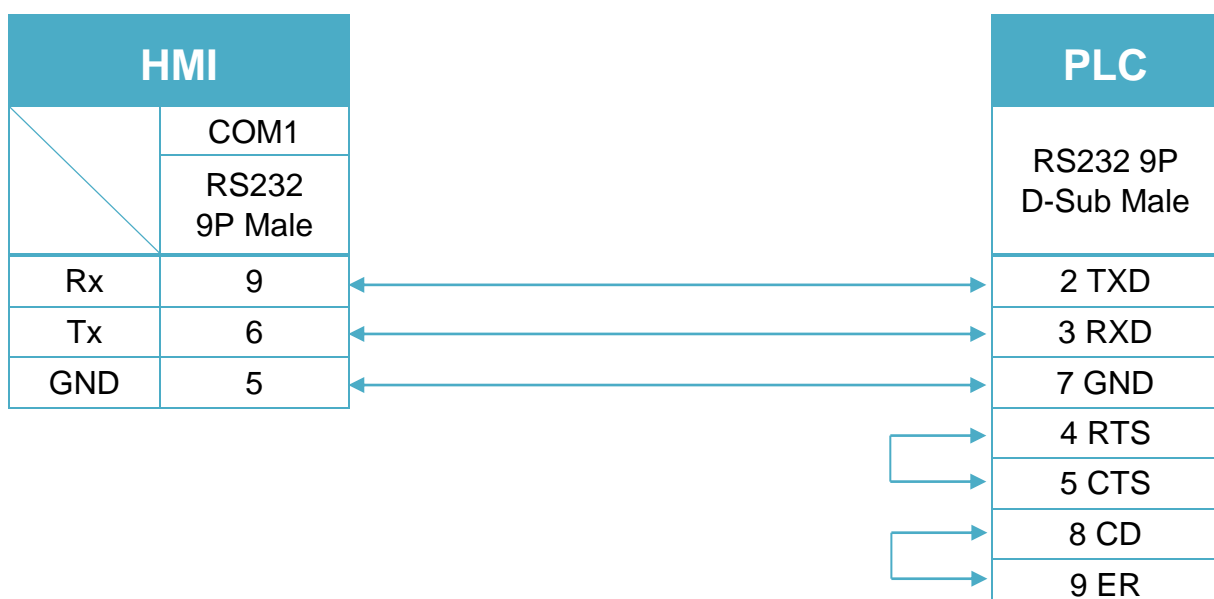 HMI
PLC
COM1
RS232
9P Male
RS232 9P
D-Sub Male
Rx 9 2 TXD
Tx 6 3 RXD
GND 5 7 GND
4 RTS
5 CTS
8 CD
9 ER